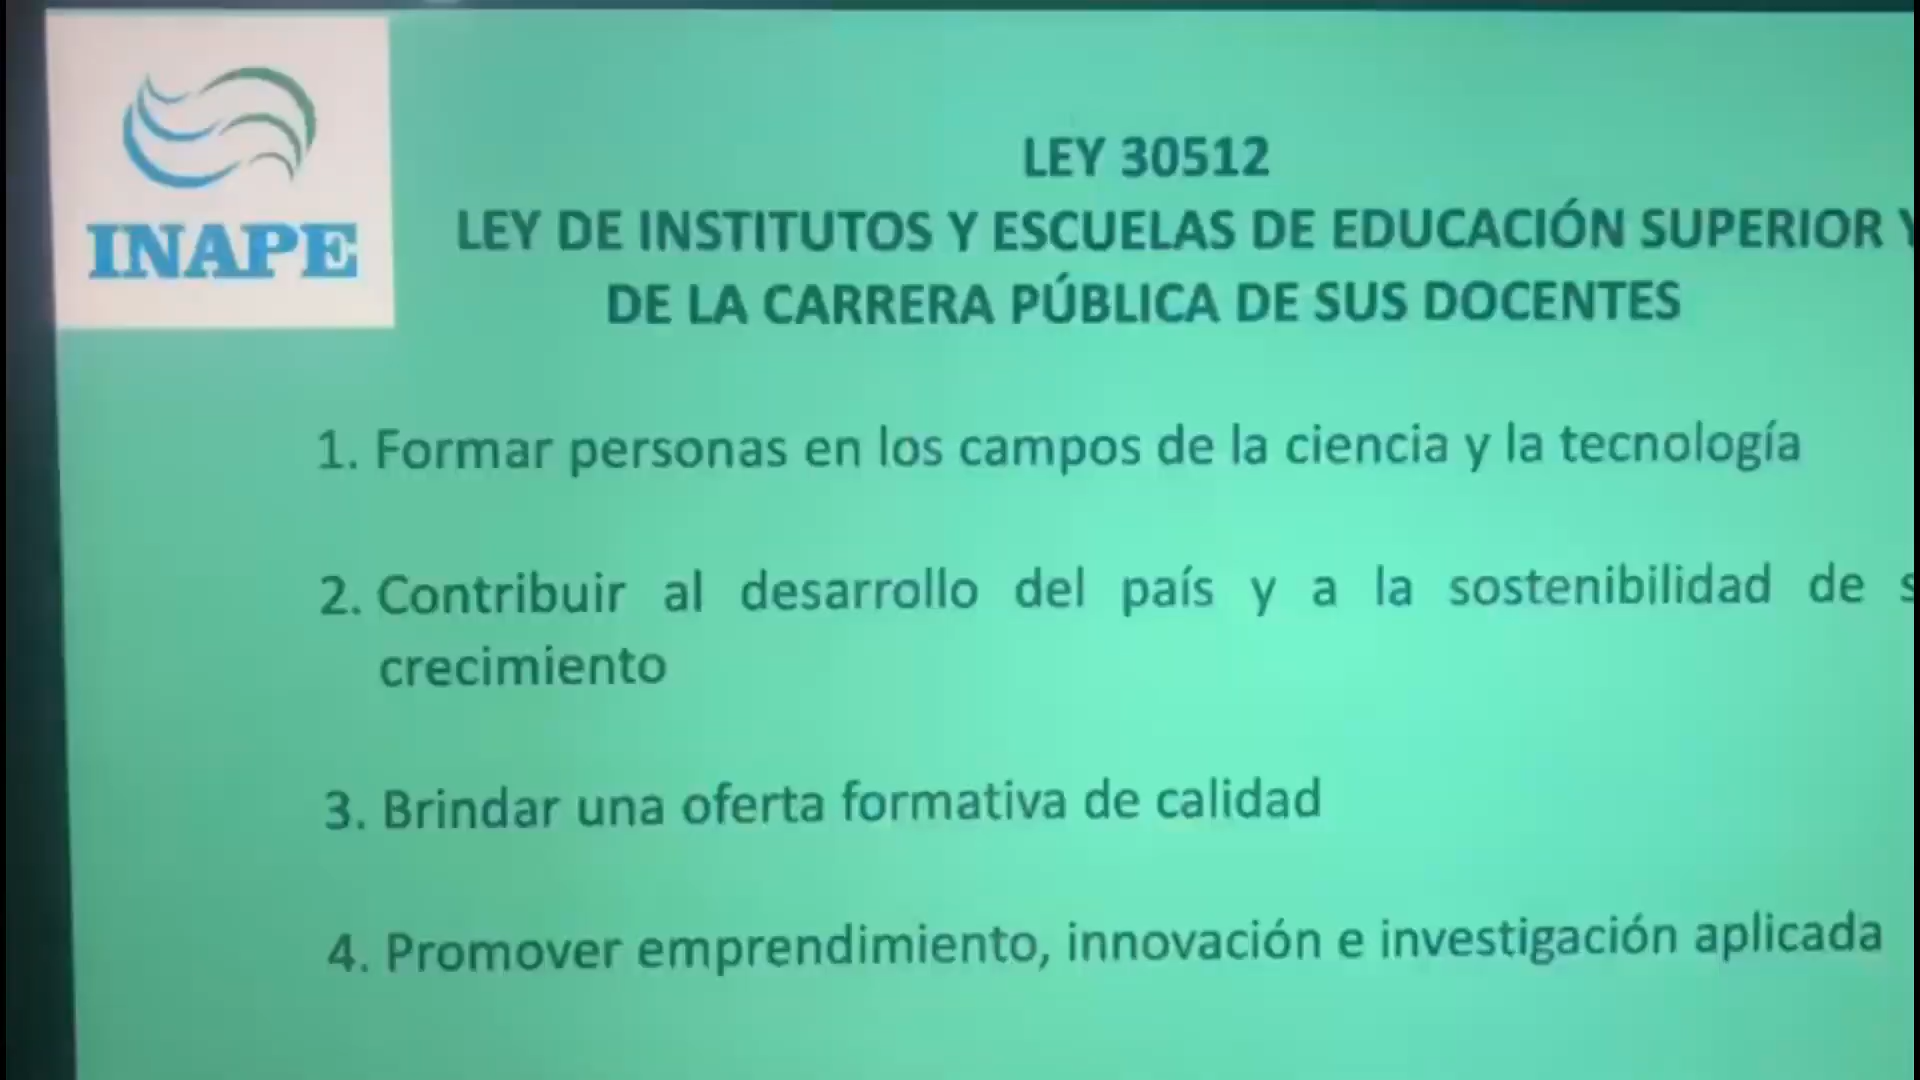 INAPE
LEY 30512
LEY DE INSTITUTOS Y ESCUELAS DE EDUCACIÓN SUPERIOR Y
DE LA CARRERA PÚBLICA DE SUS DOCENTES
1. Formar personas en los campos de la ciencia y la tecnología
2. Contribuir al desarrollo del país y a la sostenibilidad de
crecimiento
3. Brindar una oferta formativa de calidad
4. Promover emprendimiento, innovación e investigación aplicada